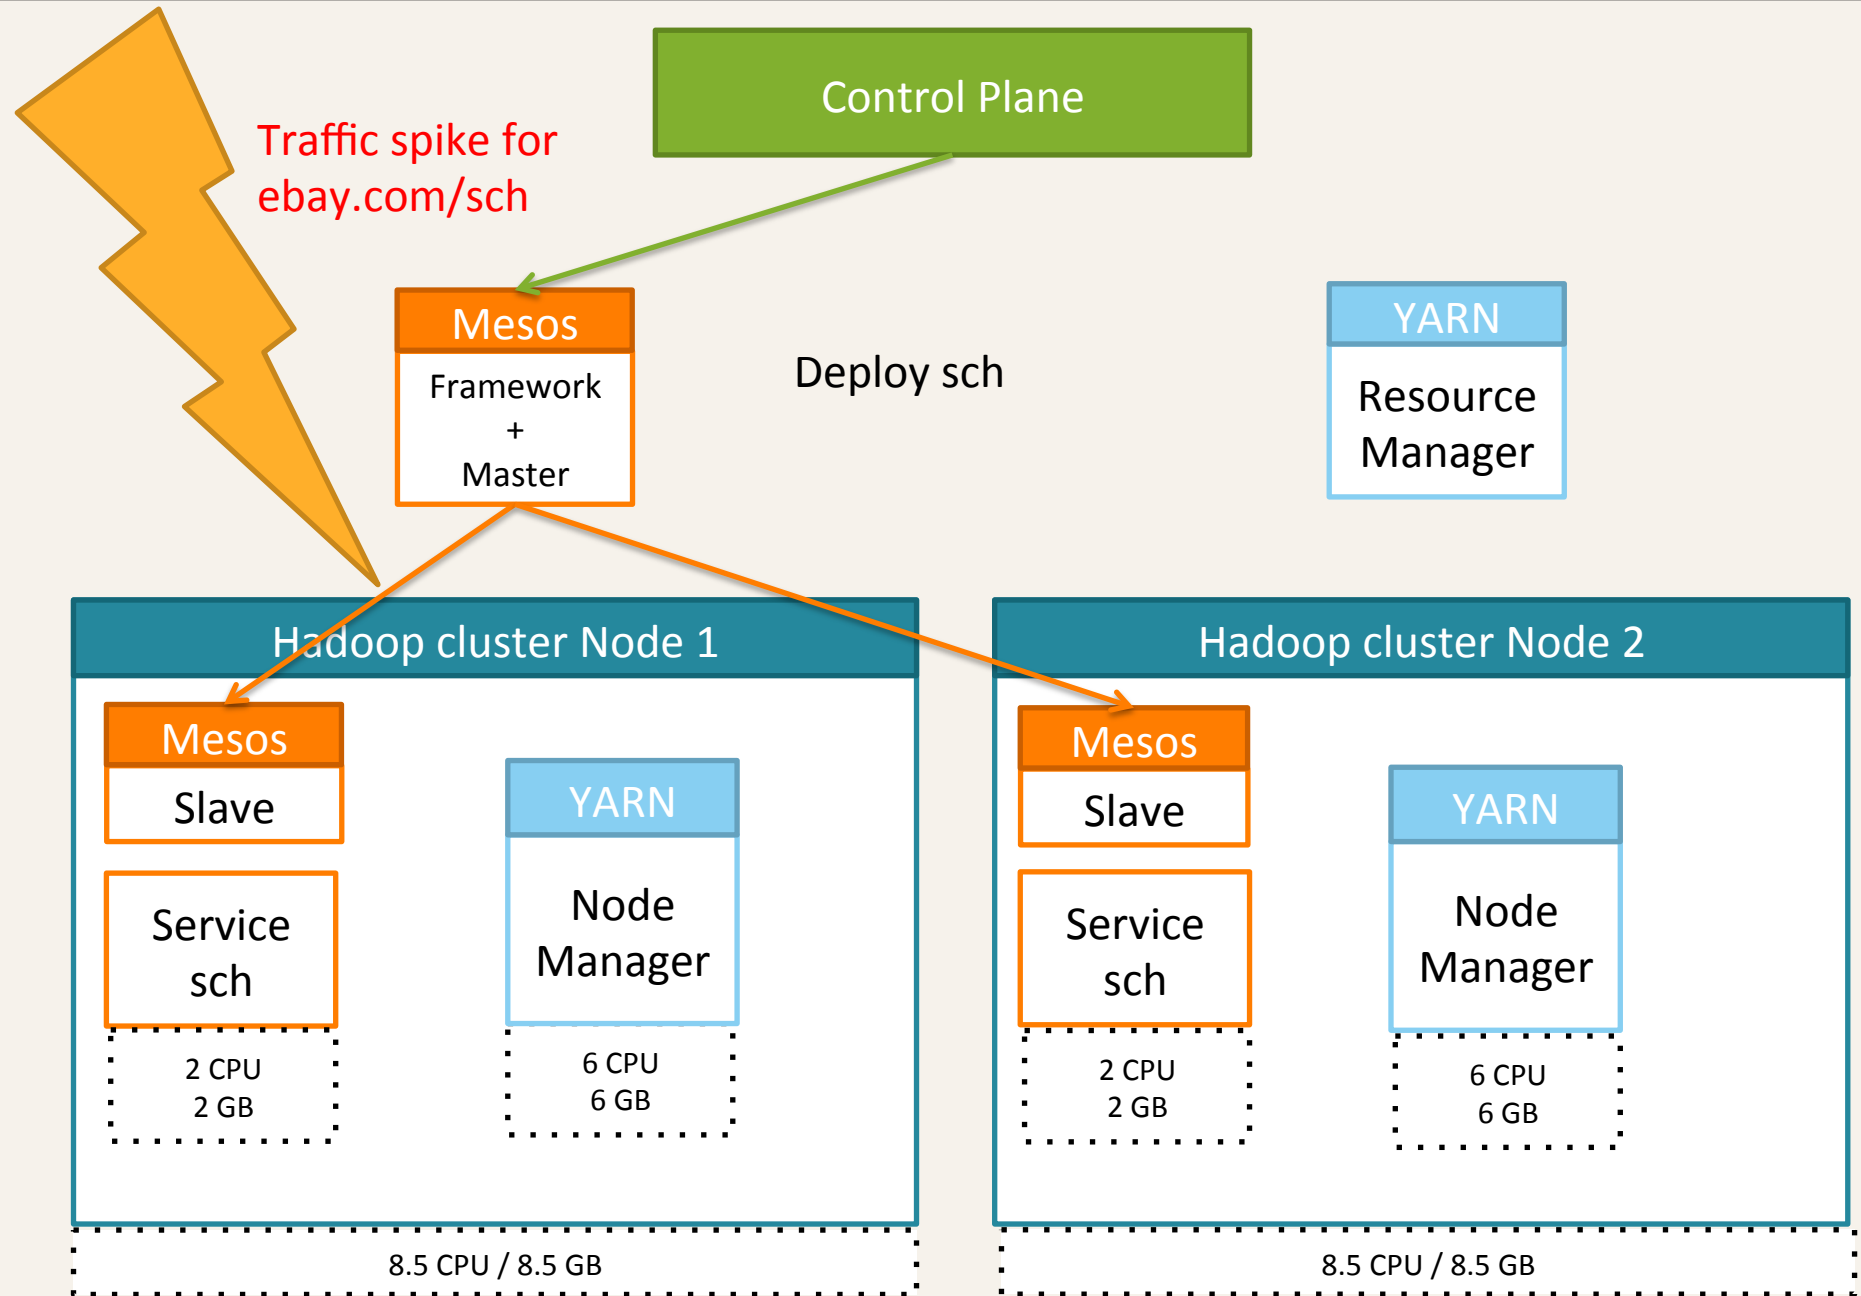 Control Plane
Traffic spike for
ebay.com/sch
Mesos
Framework
+
Master
Deploy sch
YARN
Resource
Manager
Hadoop cluster Node 1
Mesos
Slave
Service
sch
2 CPU
2 GB
YARN
Node
Manager
6 CPU
6 GB
8.5 CPU / 8.5 GB
Hadoop cluster Node 2
Mesos
Slave
Service
sch
2 CPU
2 GB
YARN
Node
Manager
6 CPU
6 GB
8.5 CPU / 8.5 GB